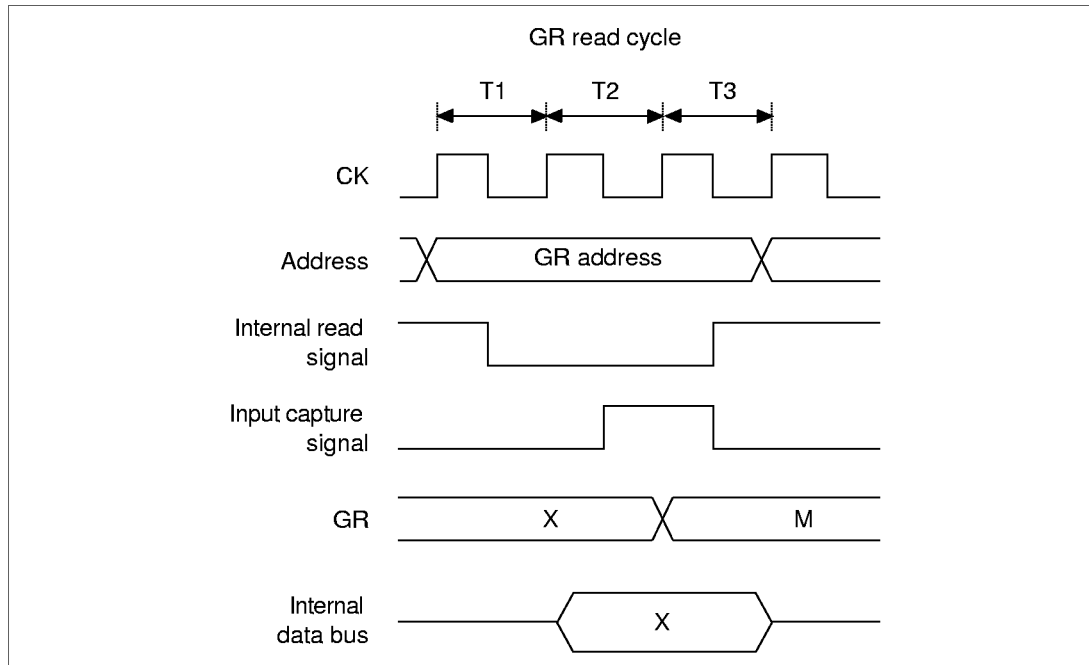 GR read cycle
T1 T2 T3
CK
Address GR address
Internal read
signal
Input capture
signal
GR X M
Internal
data bus X